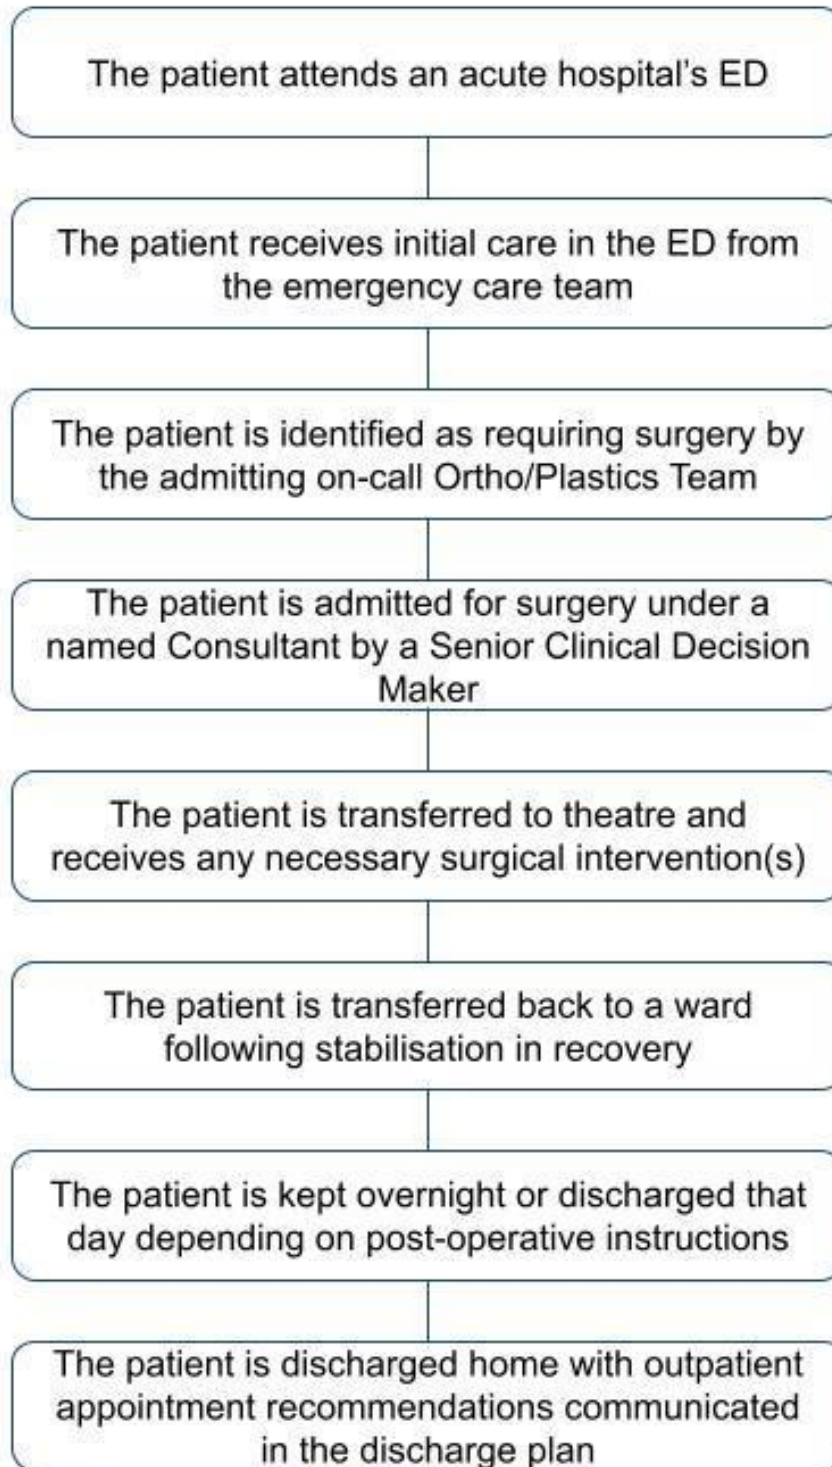 The patient attends an acute hospital’s ED
The patient receives initial care in the ED from
the emergency care team
The patient is identified as requiring surgery by
the admitting on-call Ortho/Plastics Team
The patient is admitted for surgery under a
named Consultant by a Senior Clinical Decision
Maker
The patient is transferred to theatre and
receives any necessary surgical intervention(s)
The patient is transferred back to a ward
following stabilisation in recovery
The patient is kept overnight or discharged that
day depending on post-operative instructions
The patient is discharged home with outpatient
appointment recommendations communicated
in the discharge plan